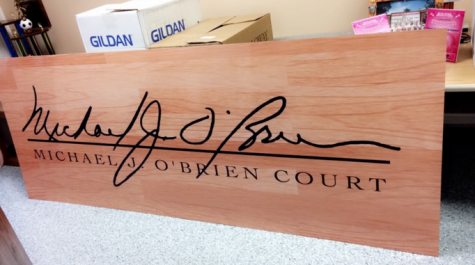 GILDAN
GILDAN
Michael J. O'Brien
MICHAEL J. O'BRIEN COURT